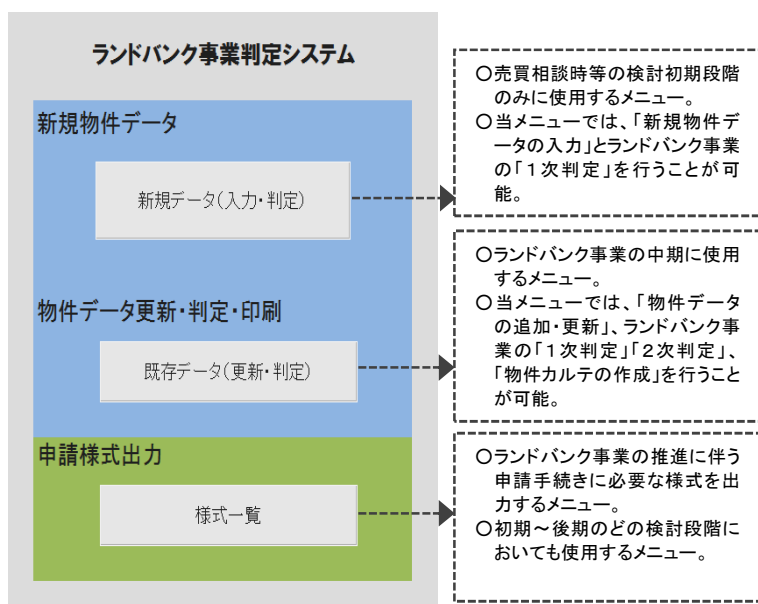 ランドバンク事業判定システム
新規物件データ
新規データ(入力・判定)
〇売買相談時等の検討初期段階
のみに使用するメニュー。
〇当メニューでは、「新規物件デ
ータの入力」とランドバンク事業
の「1次判定」を行うことが可
能。
物件データ更新・判定・印刷
既存データ(更新・判定)
〇ランドバンク事業の中期に使用
するメニュー。
〇当メニューでは、「物件データ
の追加・更新」、ランドバンク事
業の「1次判定」「2次判定」、
「物件カルテの作成」を行うこと
が可能。
申請様式出力
様式一覧
〇ランドバンク事業の推進に伴う
申請手続きに必要な様式を出
力するメニュー。
〇初期～後期のどの検討段階に
おいても使用するメニュー。